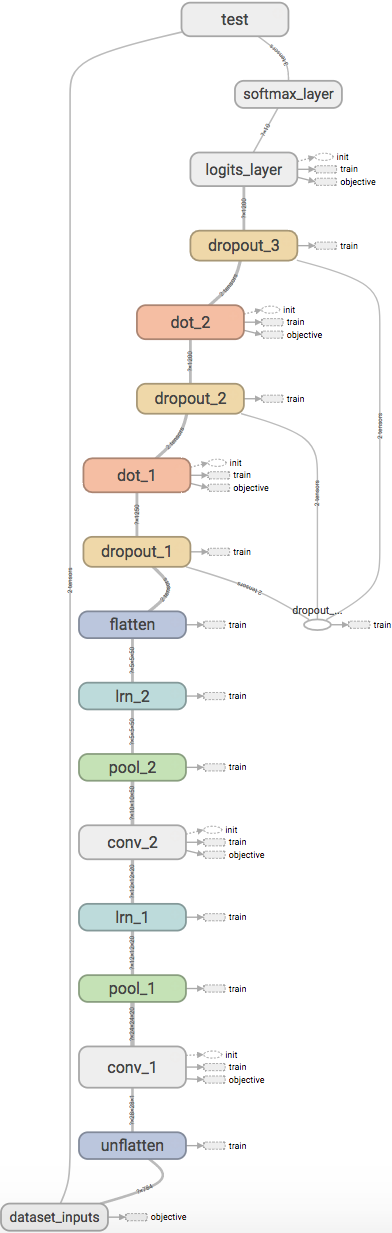 test
3 tensors
softmax_layer
?×10
logits_layer
init
train
objective
?×1200
dropout_3
train
2 tensors
dot_2
init
train
objective
?×1200
dropout_2
train
2 tensors
2 tensors
2 tensors
dot_1
init
train
objective
?×1250
dropout_1
train
2 tensors
2 tensors
2 tensors
dropout_...
train
flatten
train
?×5×5×50
lrn_2
train
?×5×5×50
pool_2
train
?×10×10×50
conv_2
init
train
objective
?×12×12×20
lrn_1
train
?×12×12×20
pool_1
train
?×24×24×20
conv_1
init
train
objective
?×28×28×1
unflatten
train
?×784
dataset_inputs
objective